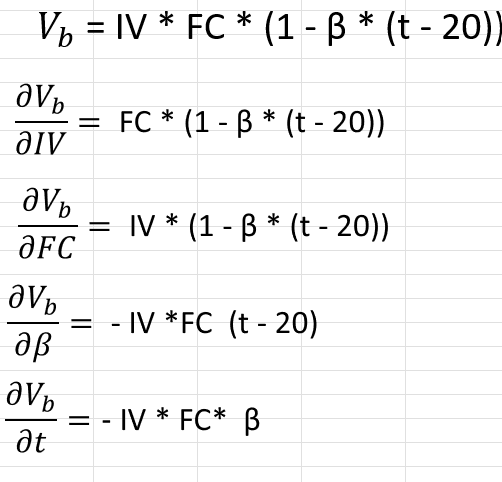 V_b = IV * FC * (1 - β * (t - 20))
∂V_b/∂IV = FC * (1 - β * (t - 20))
∂V_b/∂FC = IV * (1 - β * (t - 20))
∂V_b/∂β = - IV *FC (t - 20)
∂V_b/∂t = - IV * FC* β